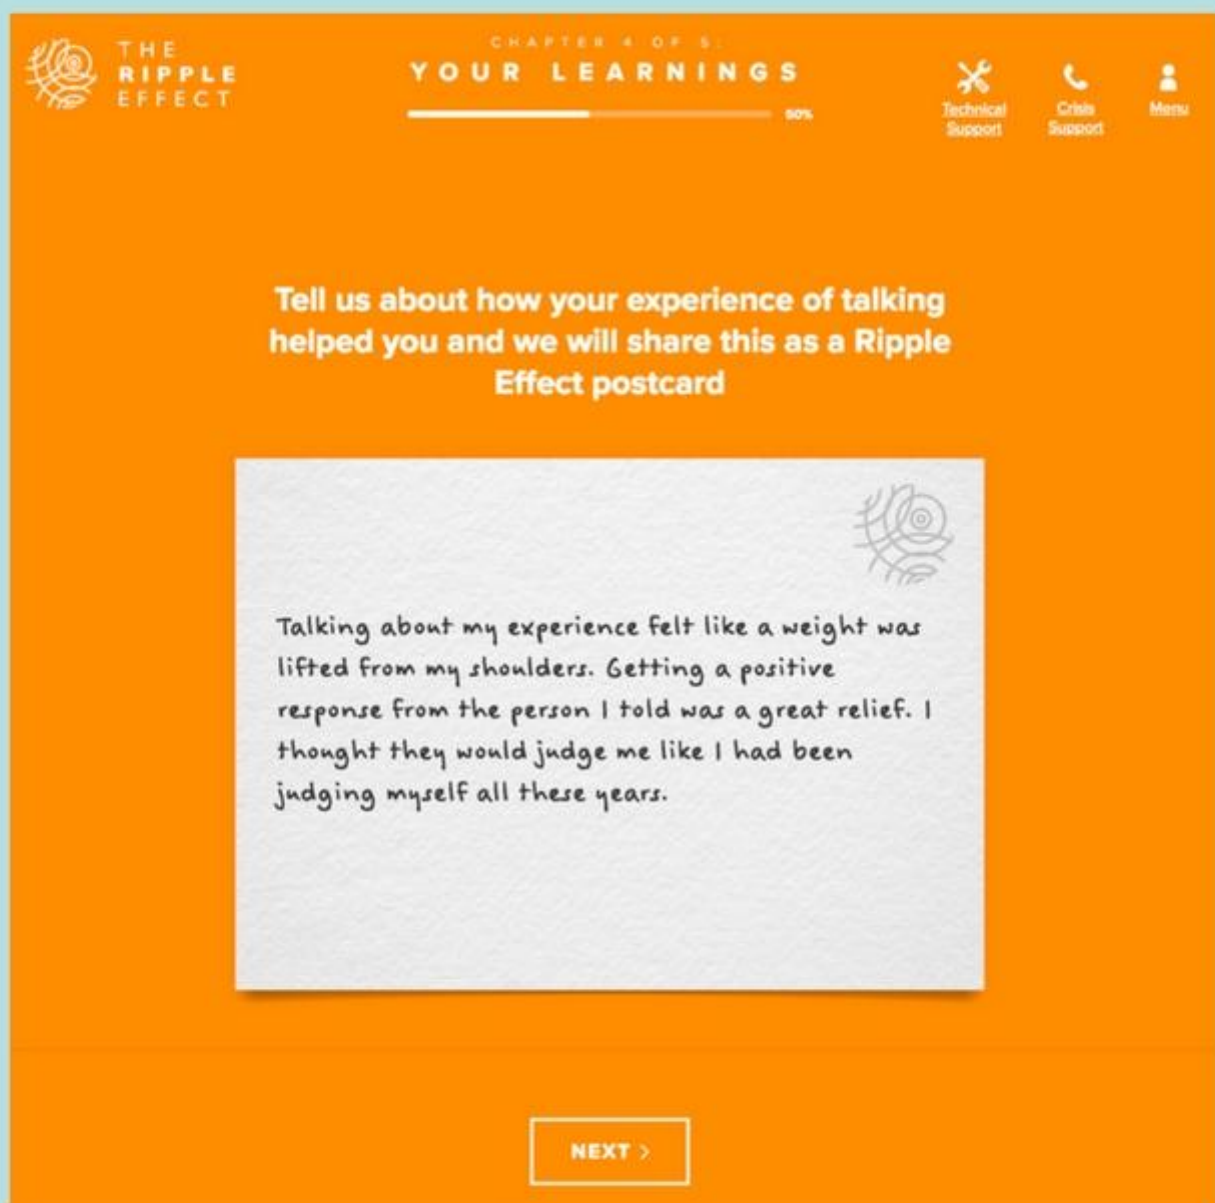 THE
RIPPLE
EFFECT
CHAPTER 4 OF 5:
YOUR LEARNINGS
50%
Technical
Support
Crisis
Support
Menu
Tell us about how your experience of talking
helped you and we will share this as a Ripple
Effect postcard
Talking about my experience felt like a weight was
lifted from my shoulders. Getting a positive
response from the person I told was a great relief. I
thought they would judge me like I had been
judging myself all these years.
NEXT >